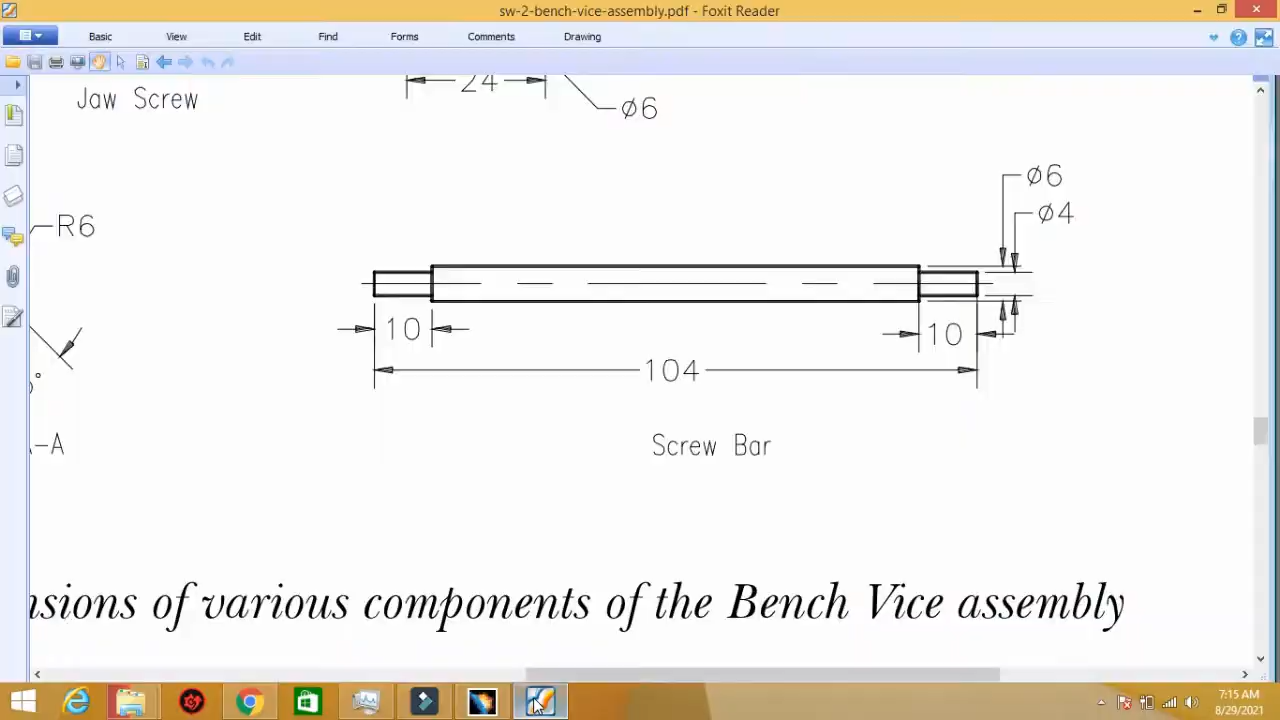 sw-2-bench-vice-assembly.pdf - Foxit Reader
Basic View Edit Find Forms Comments Drawing
24
Jaw Screw
Ø6
Ø6
Ø4
R6
10
10
104
°
-A
Screw Bar
nsions of various components of the Bench Vice assembly
7:15 AM
8/29/2021